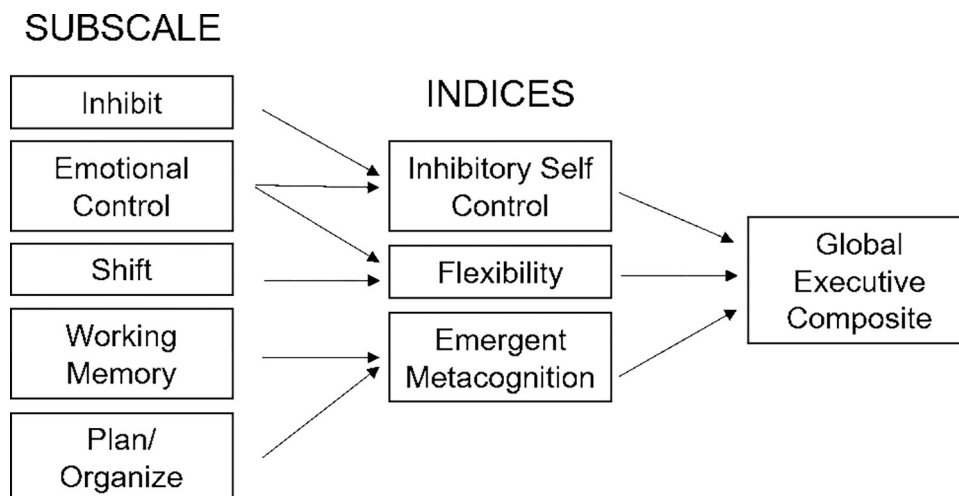 SUBSCALE
Inhibit
Emotional
Control
Shift
Working
Memory
Plan/
Organize
INDICES
Inhibitory Self
Control
Flexibility
Emergent
Metacognition
Global
Executive
Composite